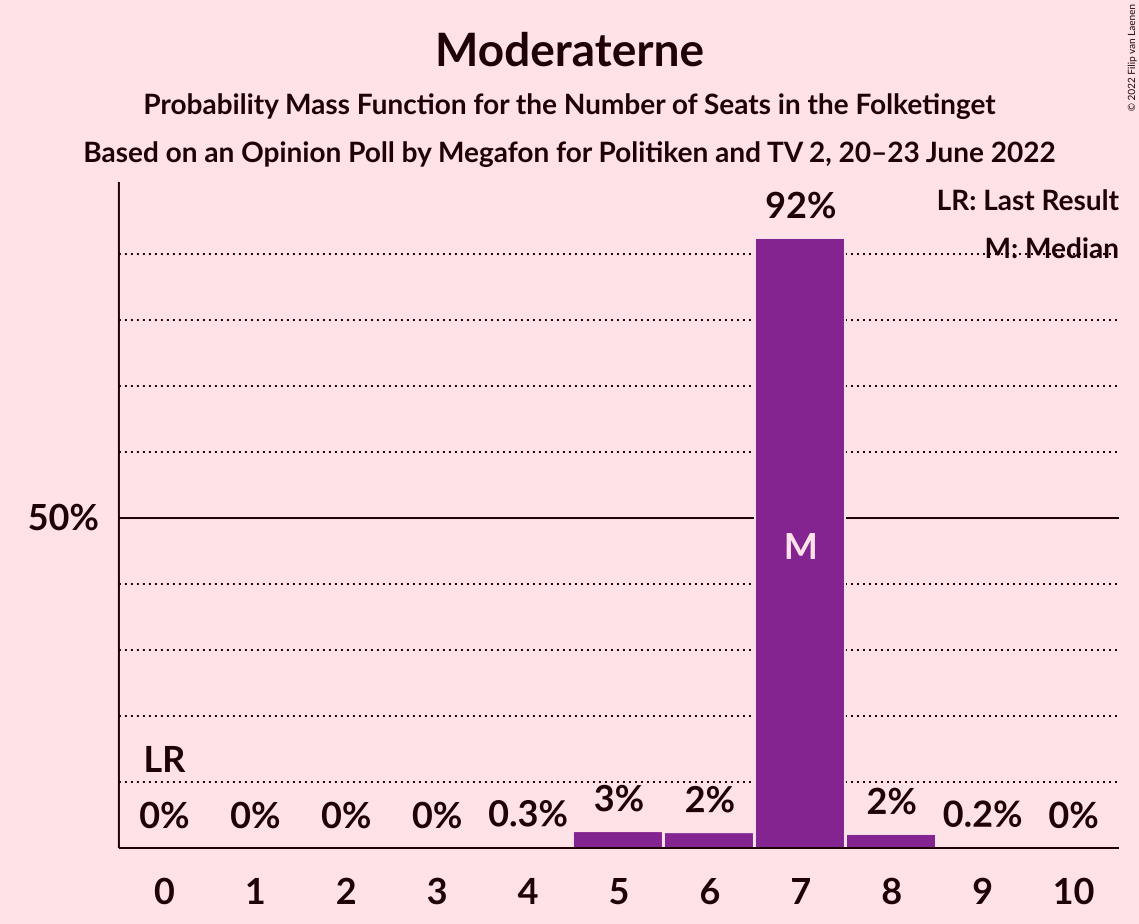 Moderaterne
Probability Mass Function for the Number of Seats in the Folketinget
Based on an Opinion Poll by Megafon for Politiken and TV 2, 20–23 June 2022
© 2022 Filip van Laenen
LR: Last Result
M: Median
92%
50%
M
LR
0% 0% 0% 0% 0.3% 3% 2% 2% 0.2% 0%
0 1 2 3 4 5 6 7 8 9 10